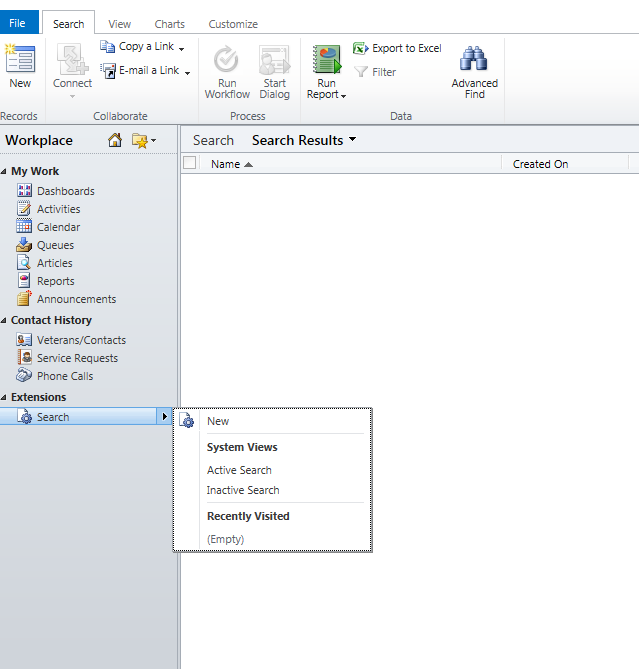 File Search View Charts Customize
New
Connect
Copy a Link
E-mail a Link
Run Workflow
Start Dialog
Run Report
Export to Excel
Filter
Advanced Find
Records Collaborate Process Data
Workplace
Search Search Results
Name Created On
My Work
Dashboards
Activities
Calendar
Queues
Articles
Reports
Announcements
Contact History
Veterans/Contacts
Service Requests
Phone Calls
Extensions
Search
New
System Views
Active Search
Inactive Search
Recently Visited
(Empty)